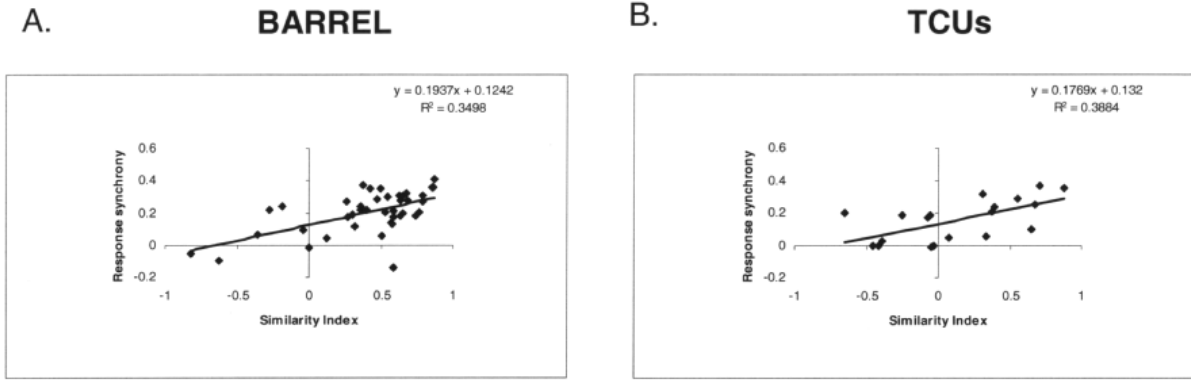 A.
BARREL
y = 0.1937x + 0.1242
R² = 0.3498
Response synchrony
0.6
0.4
0.2
0
-0.2
-1
-0.5
0
0.5
1
Similarity Index
B.
TCUs
y = 0.1769x + 0.132
R² = 0.3884
Response synchrony
0.6
0.4
0.2
0
-0.2
-1
-0.5
0
0.5
1
Similarity Index